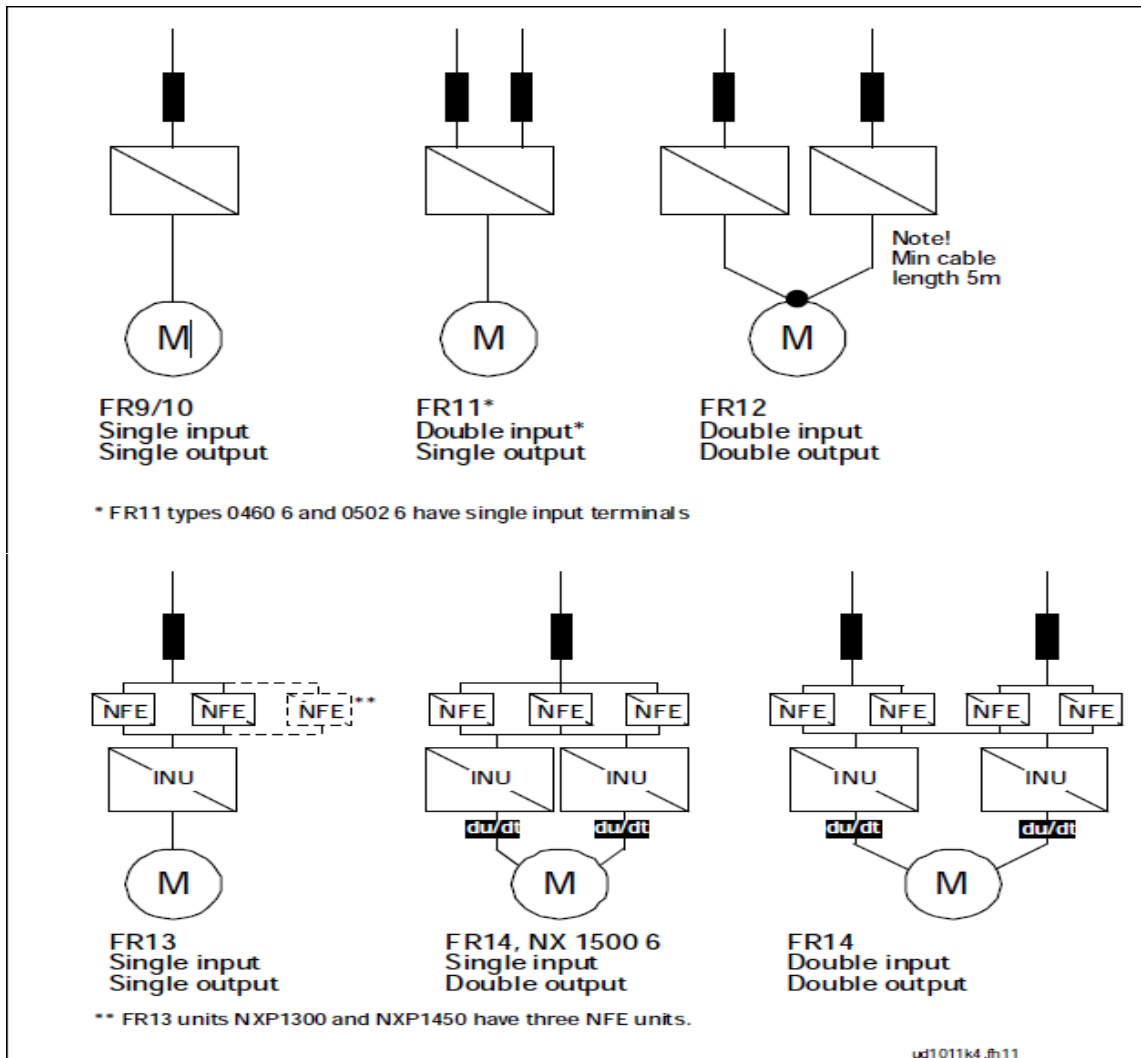 Note!
Min cable
length 5m
M
M
M
FR9/10
Single input
Single output
FR11*
Double input*
Single output
FR12
Double input
Double output
* FR11 types 0460 6 and 0502 6 have single input terminals
NFE
NFE
NFE
**
NFE
NFE
NFE
NFE
NFE
NFE
NFE
INU
INU
INU
INU
INU
du/dt
du/dt
du/dt
du/dt
M
M
M
FR13
Single input
Single output
FR14, NX 1500 6
Single input
Double output
FR14
Double input
Double output
** FR13 units NXP1300 and NXP1450 have three NFE units.
ud1011k4.fh11